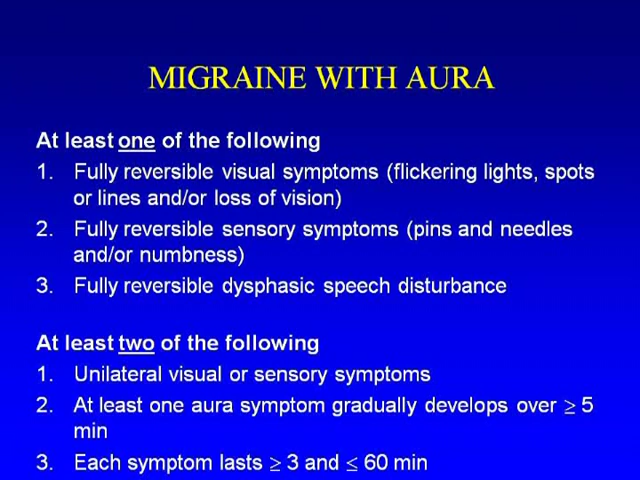 MIGRAINE WITH AURA
At least one of the following
1. Fully reversible visual symptoms (flickering lights, spots
or lines and/or loss of vision)
2. Fully reversible sensory symptoms (pins and needles
and/or numbness)
3. Fully reversible dysphasic speech disturbance
At least two of the following
1. Unilateral visual or sensory symptoms
2. At least one aura symptom gradually develops over ≥ 5
min
3. Each symptom lasts ≥ 3 and ≤ 60 min